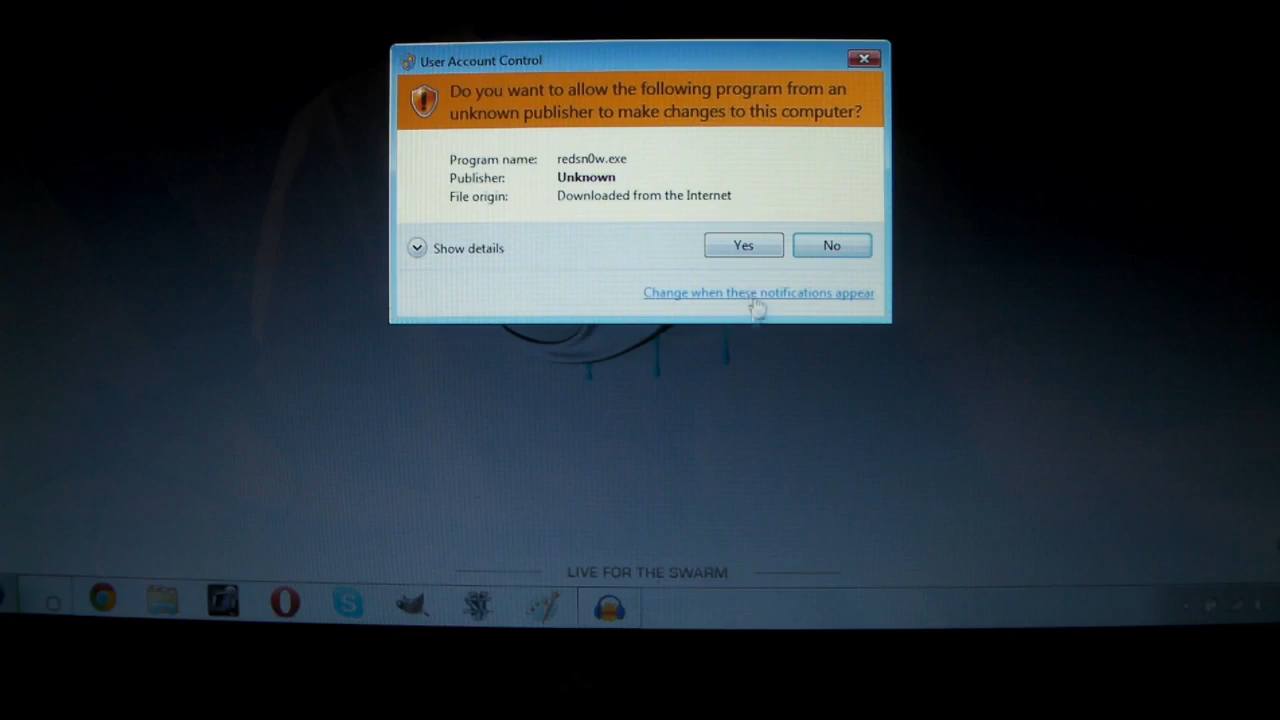 User Account Control
Do you want to allow the following program from an
unknown publisher to make changes to this computer?
Program name: redsn0w.exe
Publisher: Unknown
File origin: Downloaded from the Internet
Show details
Yes
No
Change when these notifications appear
LIVE FOR THE SWARM